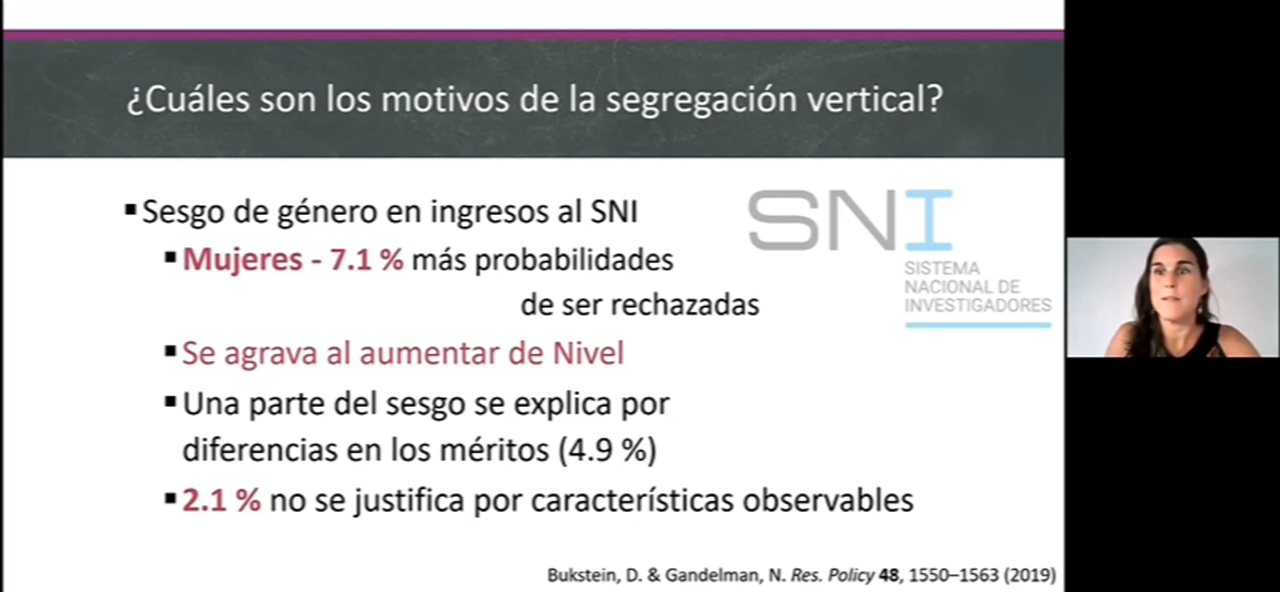 ¿Cuáles son los motivos de la segregación vertical?
▪Sesgo de género en ingresos al SNI
▪Mujeres - 7.1 % más probabilidades
de ser rechazadas
▪Se agrava al aumentar de Nivel
▪Una parte del sesgo se explica por
diferencias en los méritos (4.9 %)
▪2.1 % no se justifica por características observables
SNI
SISTEMA
NACIONAL DE
INVESTIGADORES
Bukstein, D. & Gandelman, N. Res. Policy 48, 1550–1563 (2019)